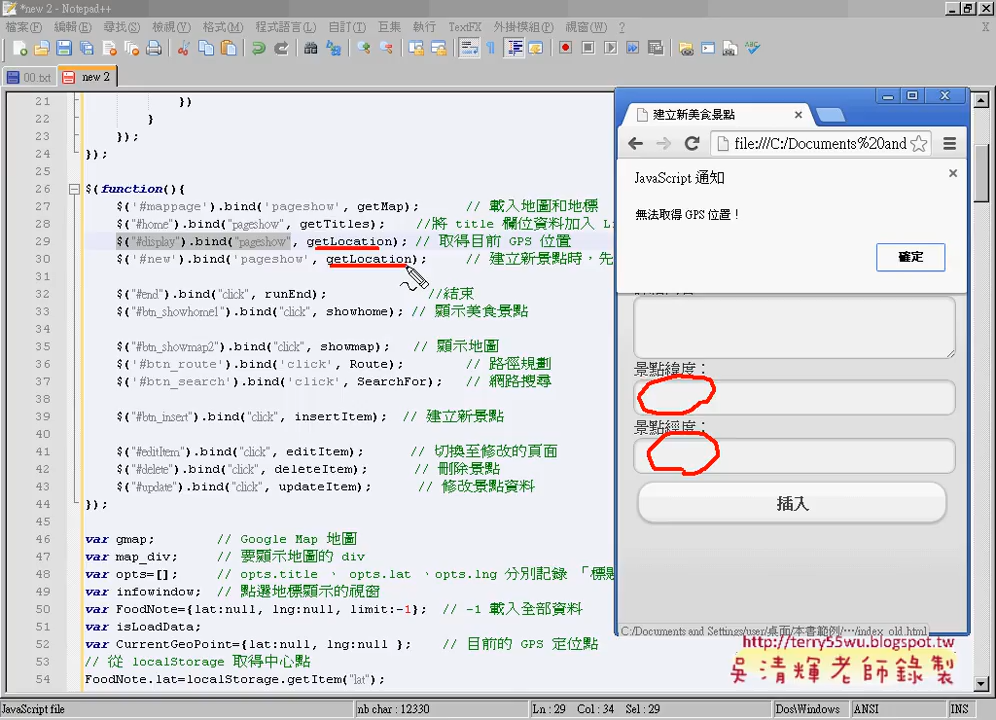 *new 2 - Notepad++
檔案(F) 編輯(E) 尋找(S) 檢視(V) 格式(M) 程式語言(L) 自訂(T) 巨集 執行 TextFX 外掛模組(P) 視窗(W) ?
X
00.txt
new 2
21 })
22 }
23 });
24 });
25
26 $(function(){
27 $('#mappage').bind('pageshow', getMap); // 載入地圖和地標
28 $("#home").bind("pageshow", getTitles); //將 title 欄位資料加入 Li
29 $("#display").bind("pageshow", getLocation); // 取得目前 GPS 位置
30 $('#new').bind('pageshow', getLocation); // 建立新景點時，先
31
32 $("#end").bind("click", runEnd); //結束
33 $("#btn_showhome1").bind("click", showhome); // 顯示美食景點
34
35 $("#btn_showmap2").bind("click", showmap); // 顯示地圖
36 $('#btn_route').bind('click', Route); // 路徑規劃
37 $('#btn_search').bind('click', SearchFor); // 網路搜尋
38
39 $("#btn_insert").bind("click", insertItem); // 建立新景點
40
41 $("#editItem").bind("click", editItem); // 切換至修改的頁面
42 $("#delete").bind("click", deleteItem); // 刪除景點
43 $("#update").bind("click", updateItem); // 修改景點資料
44 });
45
46 var gmap; // Google Map 地圖
47 var map_div; // 要顯示地圖的 div
48 var opts=[]; // opts.title 、 opts.lat 、opts.lng 分別記錄 「標題
49 var infowindow; // 點選地標顯示的視窗
50 var FoodNote={lat:null, lng:null, limit:-1}; // -1 載入全部資料
51 var isLoadData;
52 var CurrentGeoPoint={lat:null, lng:null }; // 目前的 GPS 定位點
53 // 從 localStorage 取得中心點
54 FoodNote.lat=localStorage.getItem("lat");
JavaScript file nb char : 12330 Ln : 29 Col : 34 Sel : 29 Dos\Windows ANSI INS
建立新美食景點
file:///C:/Documents%20and
JavaScript 通知
無法取得 GPS 位置！
確定
景點緯度：
景點經度：
插入
C:/Documents and Settings/user/桌面/本書範例/…/index_old.html
http://terry55wu.blogspot.tw
吳清輝老師錄製